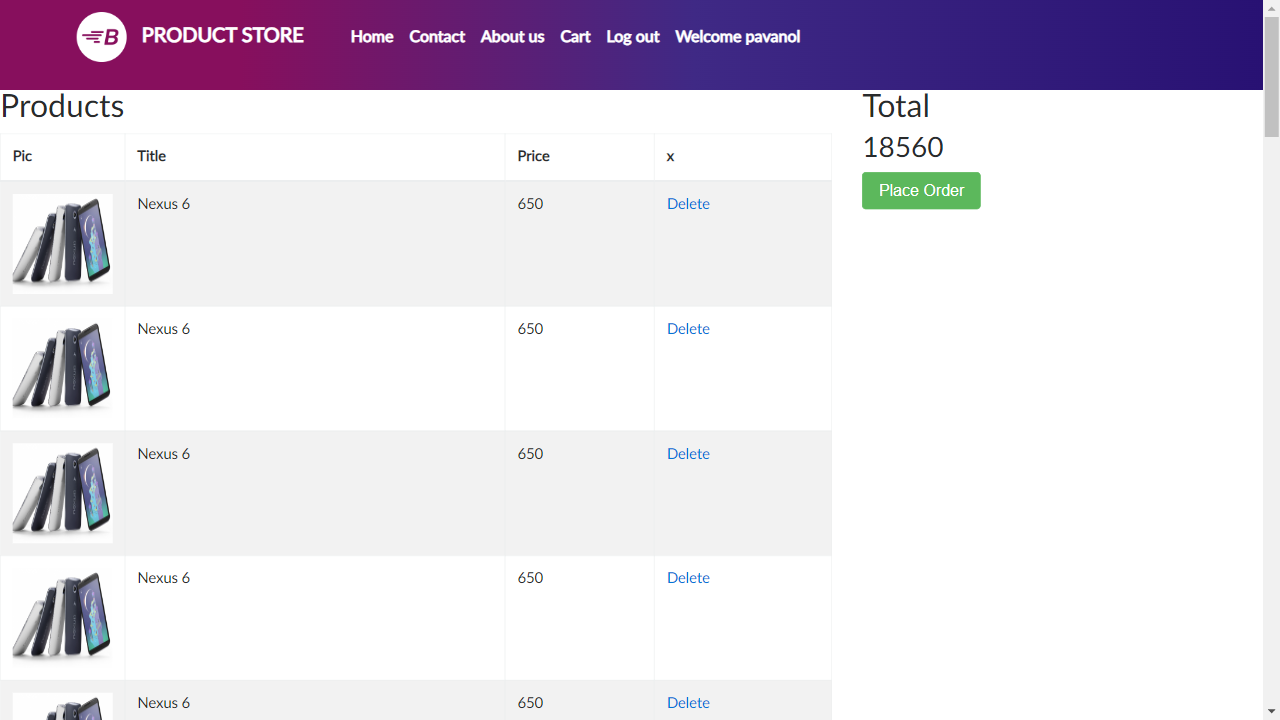 B PRODUCT STORE Home Contact About us Cart Log out Welcome pavanol
Products
Total
18560
Place Order
Pic Title Price x
Nexus 6 650 Delete
Nexus 6 650 Delete
Nexus 6 650 Delete
Nexus 6 650 Delete
Nexus 6 650 Delete